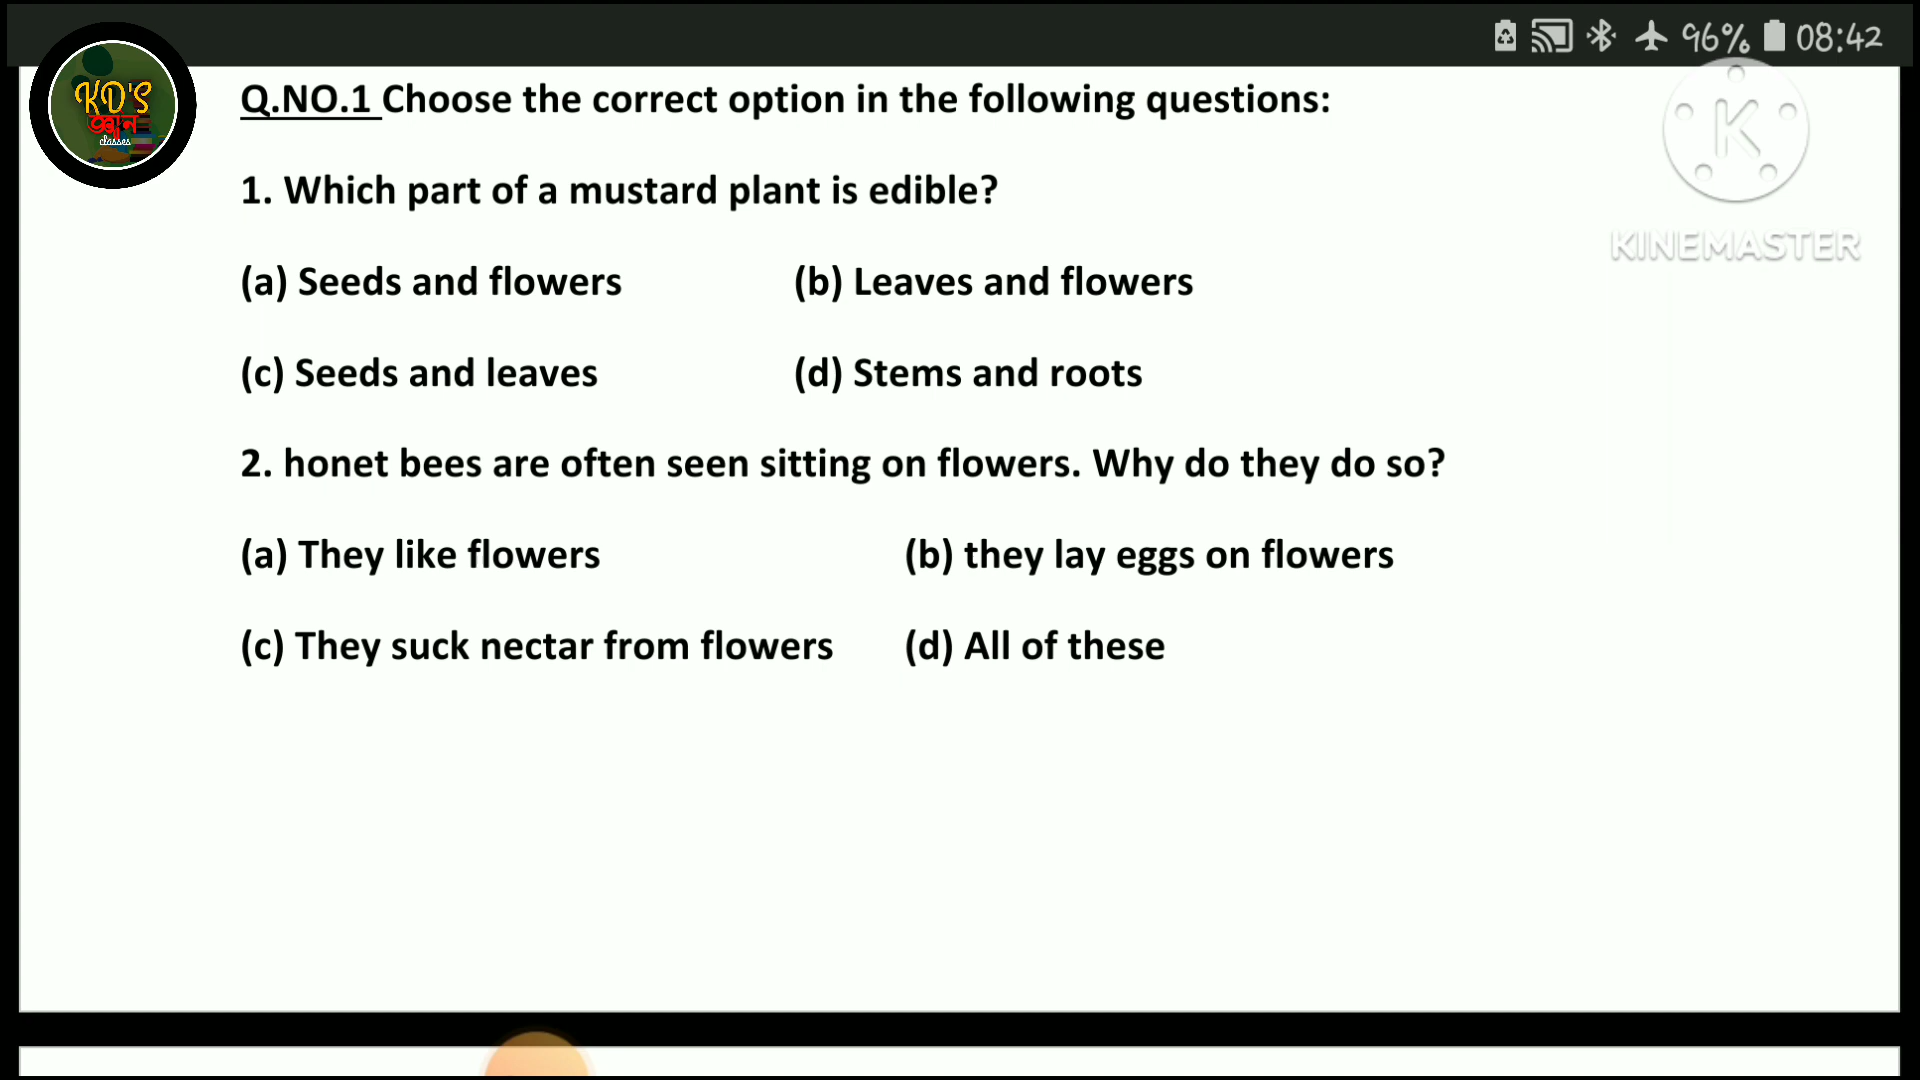 96% 08:42
KD'S
জ্ঞান
classes
Q.NO.1 Choose the correct option in the following questions:
K
KINEMASTER
1. Which part of a mustard plant is edible?
(a) Seeds and flowers (b) Leaves and flowers
(c) Seeds and leaves (d) Stems and roots
2. honet bees are often seen sitting on flowers. Why do they do so?
(a) They like flowers (b) they lay eggs on flowers
(c) They suck nectar from flowers (d) All of these